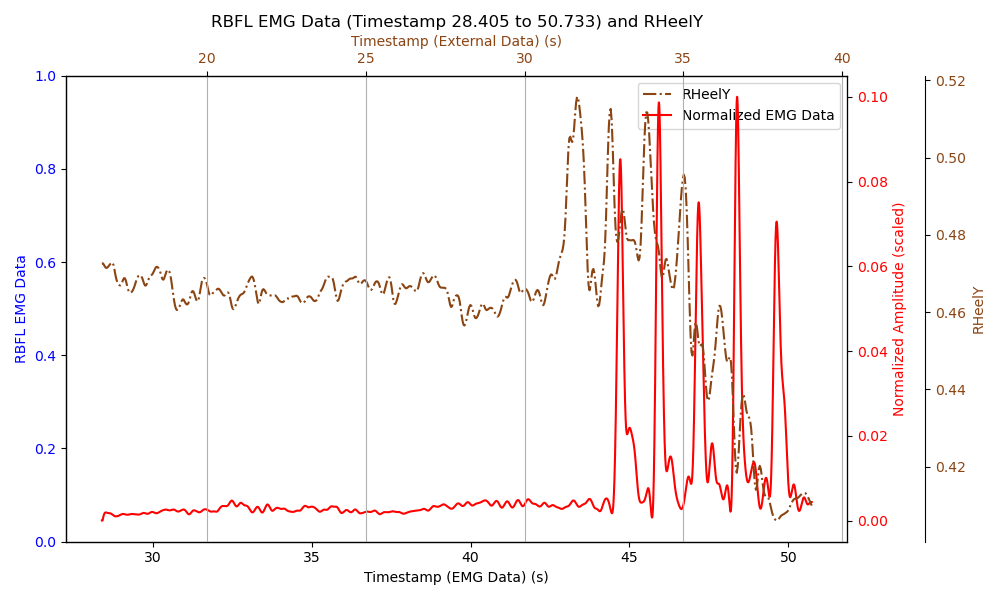 RBFL EMG Data (Timestamp 28.405 to 50.733) and RHeelY
Timestamp (External Data) (s)
20 25 30 35 40
1.0
0.8
0.6
0.4
0.2
0.0
RBFL EMG Data
RHeelY
Normalized EMG Data
0.10
0.08
0.06
0.04
0.02
0.00
Normalized Amplitude (scaled)
0.52
0.50
0.48
0.46
0.44
0.42
RHeelY
30 35 40 45 50
Timestamp (EMG Data) (s)